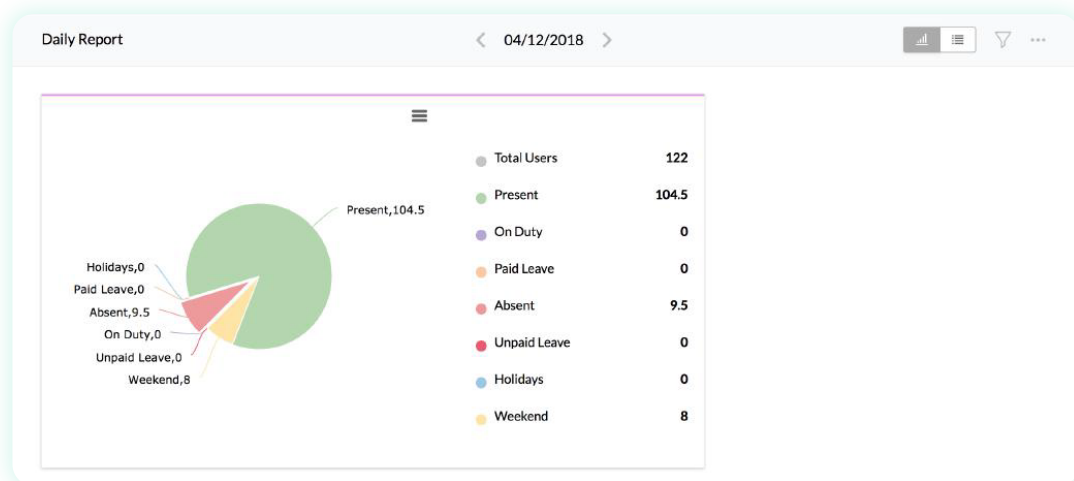 Daily Report
04/12/2018
Total Users 122
Present 104.5
On Duty 0
Paid Leave 0
Absent 9.5
Unpaid Leave 0
Holidays 0
Weekend 8
Present,104.5
Holidays,0
Paid Leave,0
Absent,9.5
On Duty,0
Unpaid Leave,0
Weekend,8